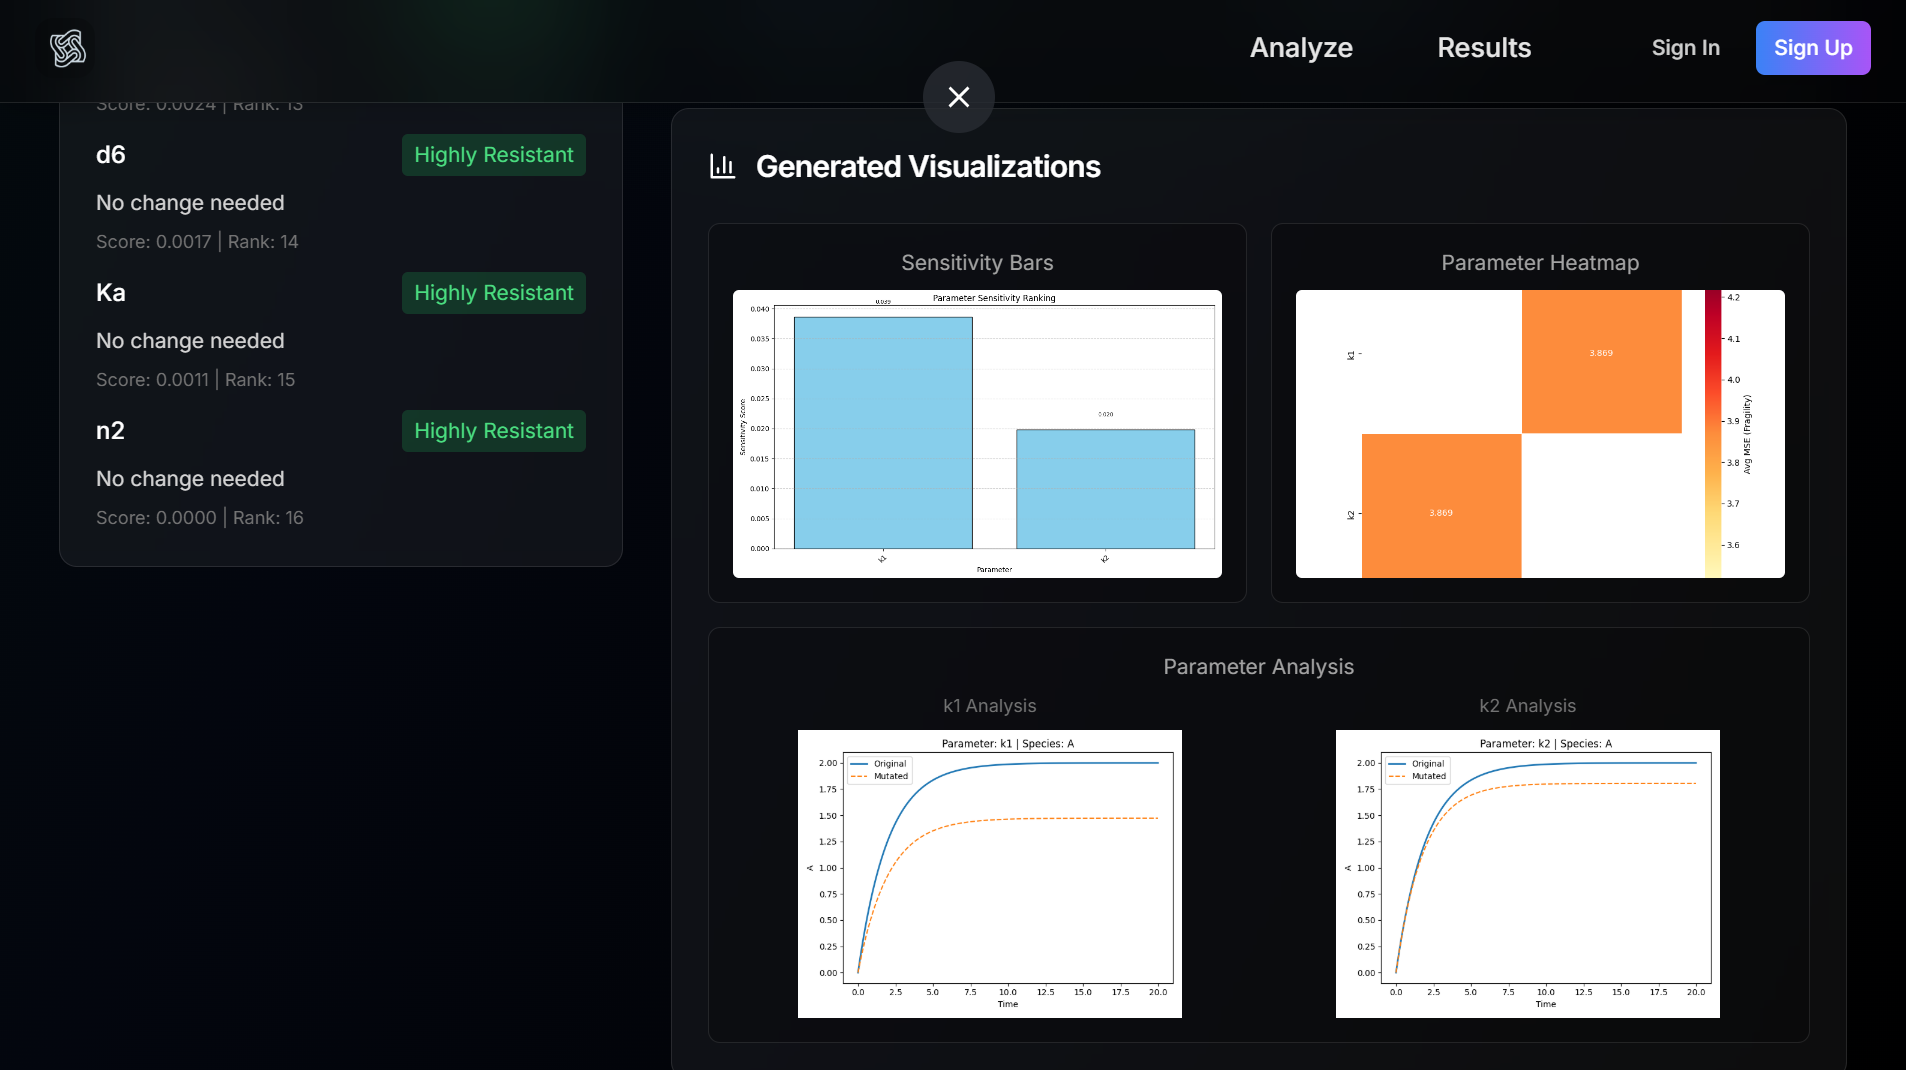 Analyze
Results
Sign In
Sign Up
Score: 0.0024 | Rank: 13
d6
Highly Resistant
No change needed
Score: 0.0017 | Rank: 14
Ka
Highly Resistant
No change needed
Score: 0.0011 | Rank: 15
n2
Highly Resistant
No change needed
Score: 0.0000 | Rank: 16
Generated Visualizations
Sensitivity Bars
Parameter Sensitivity Ranking
0.039
0.040
0.035
0.030
0.025
0.020
0.020
0.015
0.010
0.005
0.000
Sensitivity Score
k1
k2
Parameter
Parameter Heatmap
k1
3.869
k2
3.869
4.2
4.1
4.0
3.9
3.8
3.7
3.6
Avg MSE (Fragility)
Parameter Analysis
k1 Analysis
Parameter: k1 | Species: A
Original
Mutated
2.00
1.75
1.50
1.25
1.00
0.75
0.50
0.25
0.00
A
0.0 2.5 5.0 7.5 10.0 12.5 15.0 17.5 20.0
Time
k2 Analysis
Parameter: k2 | Species: A
Original
Mutated
2.00
1.75
1.50
1.25
1.00
0.75
0.50
0.25
0.00
A
0.0 2.5 5.0 7.5 10.0 12.5 15.0 17.5 20.0
Time